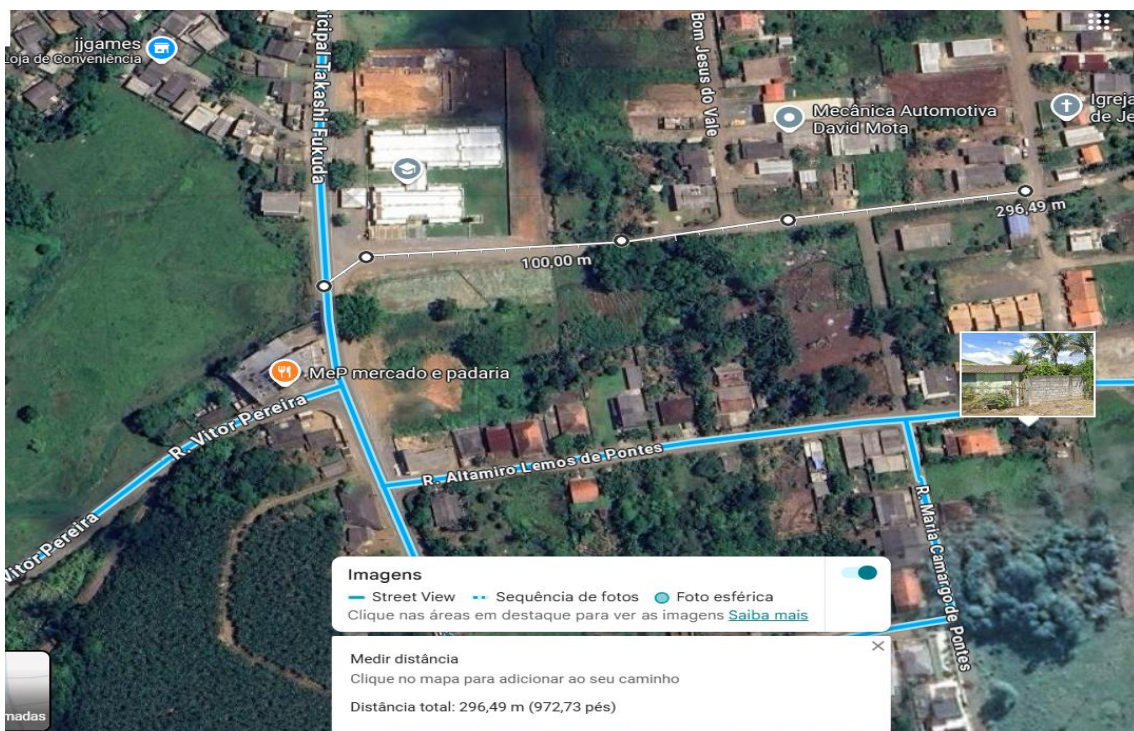 jjgames
Loja de Conveniência
nicipal Takashi Fukuda
Bom Jesus do Vale
Mecânica Automotiva
David Mota
Igreja
de Je
296,49 m
100,00 m
MeP mercado e padaria
R. Vitor Pereira
R. Altamiro Lemos de Pontes
Vitor Pereira
R. Maria Camargo de Pontes
Imagens
Street View Sequência de fotos Foto esférica
Clique nas áreas em destaque para ver as imagens Saiba mais
Medir distância
Clique no mapa para adicionar ao seu caminho
Distância total: 296,49 m (972,73 pés)
madas